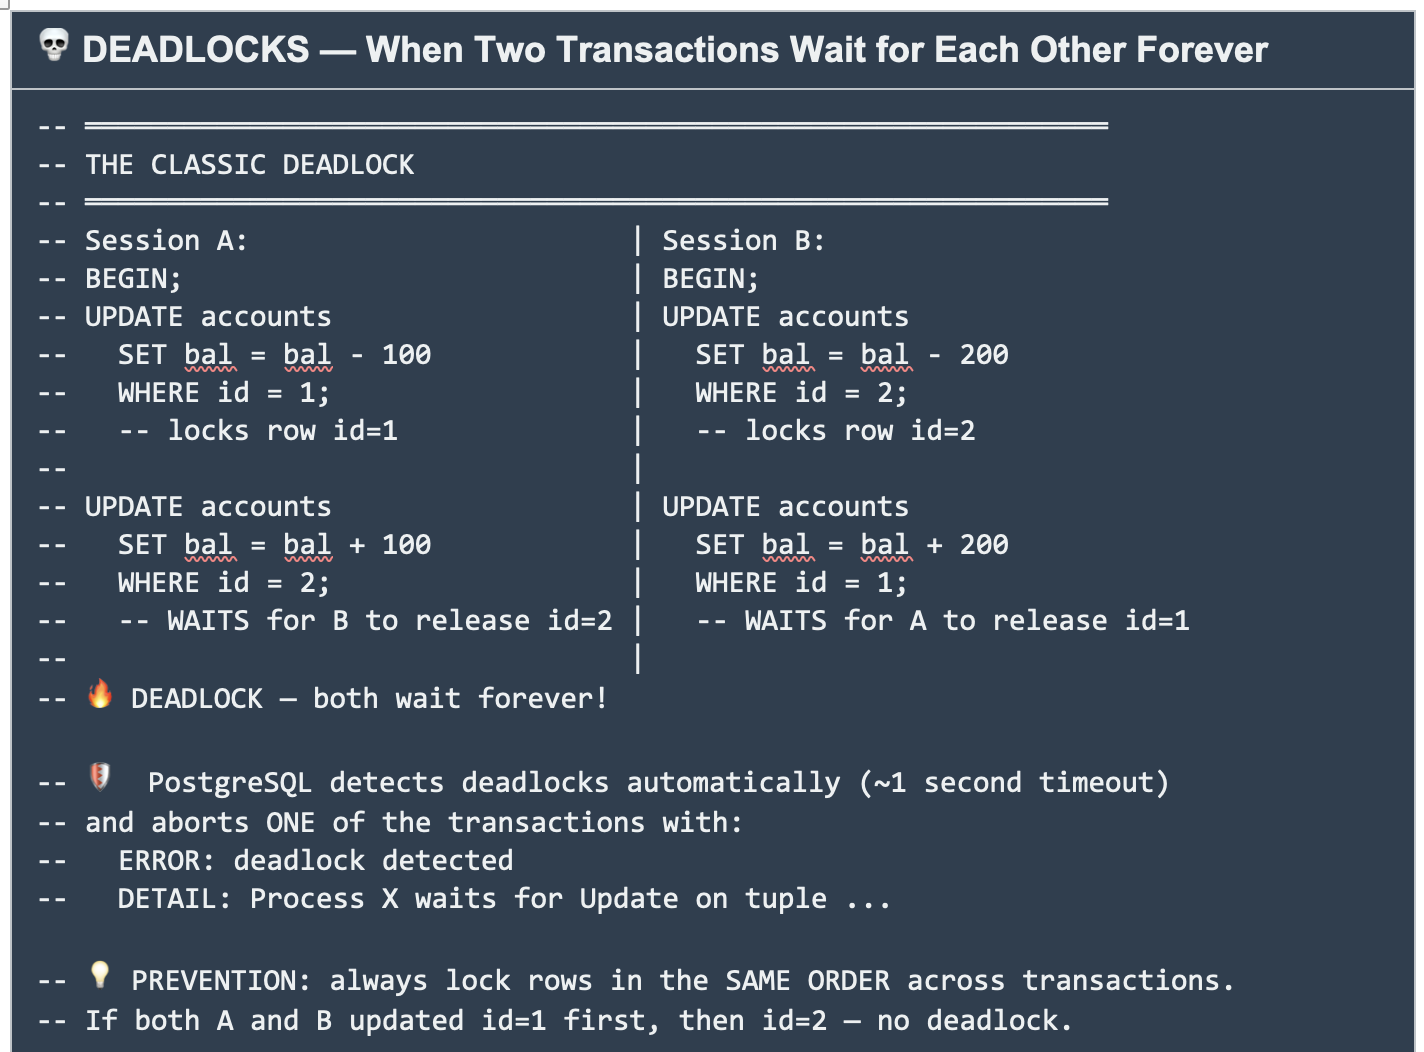 💀 DEADLOCKS — When Two Transactions Wait for Each Other Forever
-- ══════════════════════════════════════════════════════════════
-- THE CLASSIC DEADLOCK
-- ══════════════════════════════════════════════════════════════
-- Session A:                       | Session B:
-- BEGIN;                           | BEGIN;
-- UPDATE accounts                  | UPDATE accounts
--   SET bal = bal - 100            |   SET bal = bal - 200
--   WHERE id = 1;                  |   WHERE id = 2;
--   -- locks row id=1              |   -- locks row id=2
--                                  |
-- UPDATE accounts                  | UPDATE accounts
--   SET bal = bal + 100            |   SET bal = bal + 200
--   WHERE id = 2;                  |   WHERE id = 1;
--   -- WAITS for B to release id=2 |   -- WAITS for A to release id=1
--                                  |
-- 🔥 DEADLOCK — both wait forever!
-- 🛡️  PostgreSQL detects deadlocks automatically (~1 second timeout)
-- and aborts ONE of the transactions with:
--   ERROR: deadlock detected
--   DETAIL: Process X waits for Update on tuple ...
-- 💡 PREVENTION: always lock rows in the SAME ORDER across transactions.
-- If both A and B updated id=1 first, then id=2 — no deadlock.